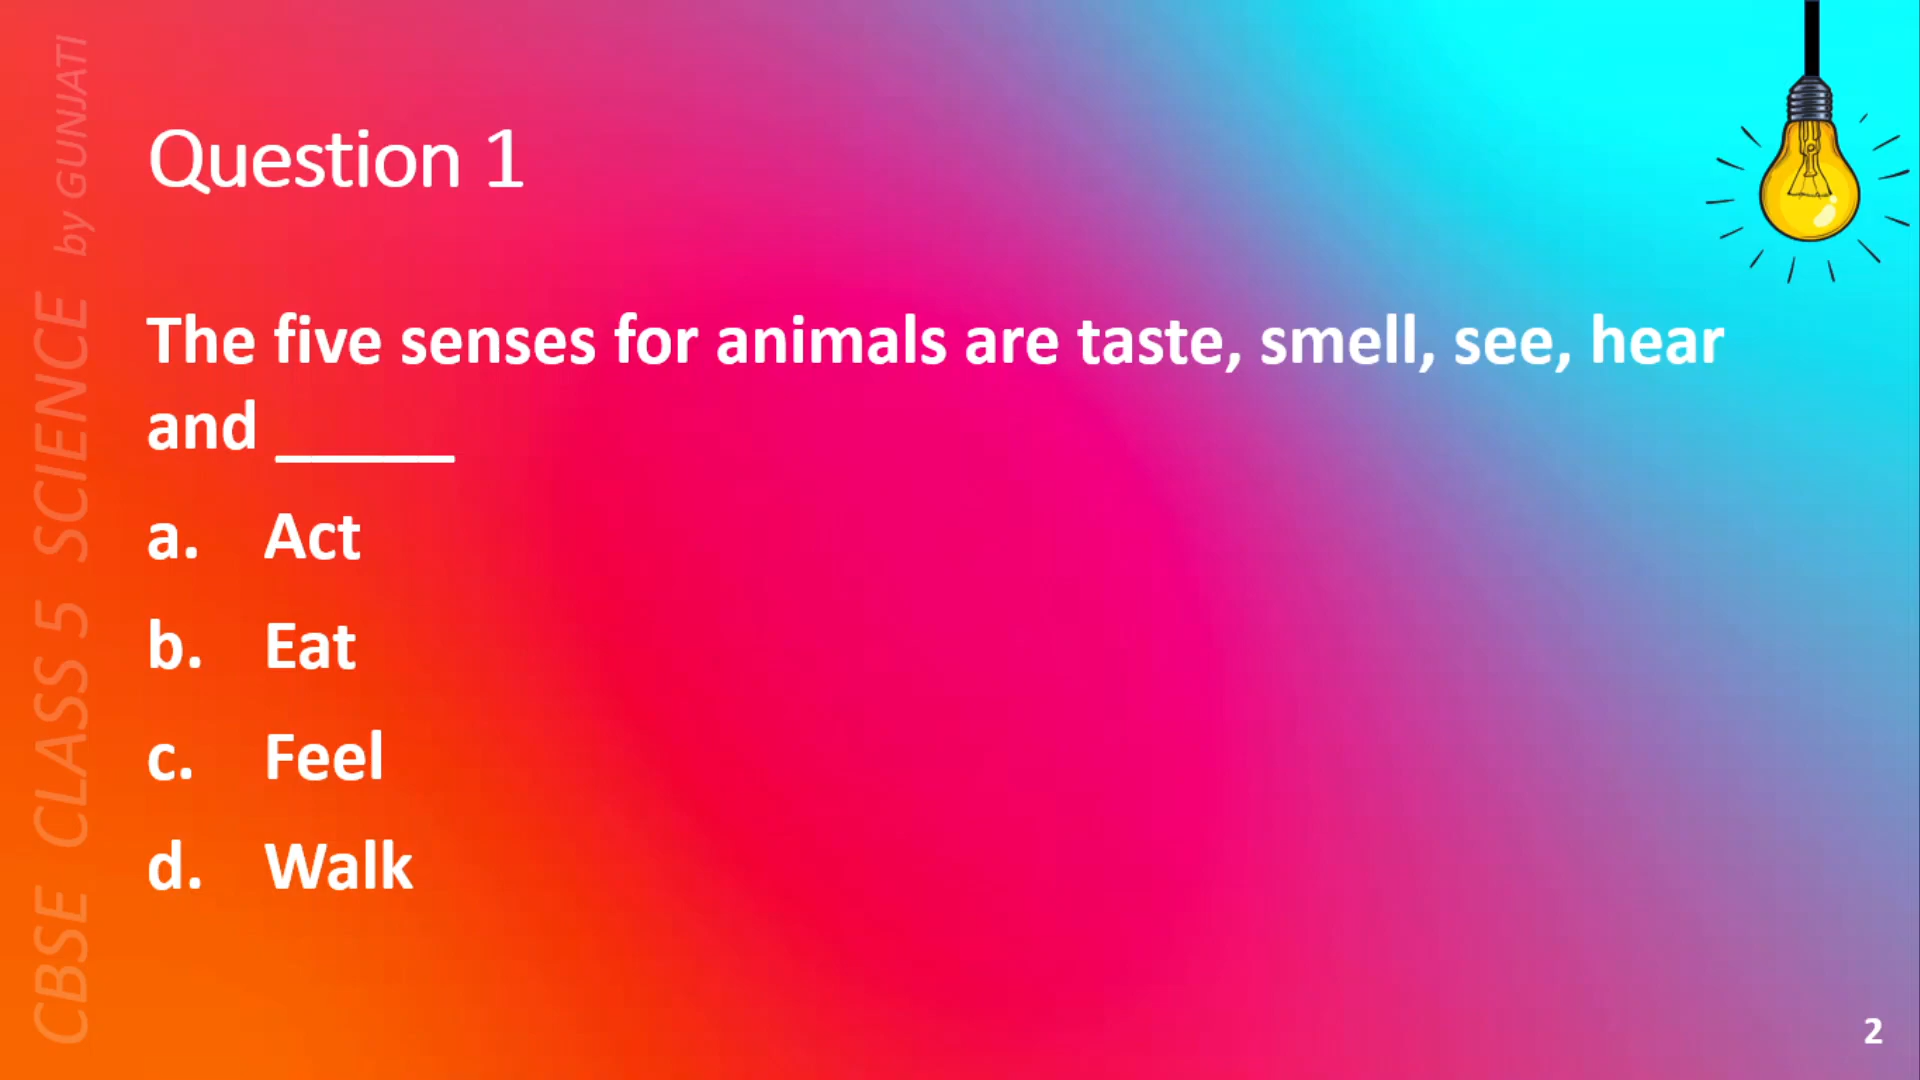 CBSE CLASS 5 SCIENCE by GUNJATI
Question 1
The five senses for animals are taste, smell, see, hear
and _____
a. Act
b. Eat
c. Feel
d. Walk
2